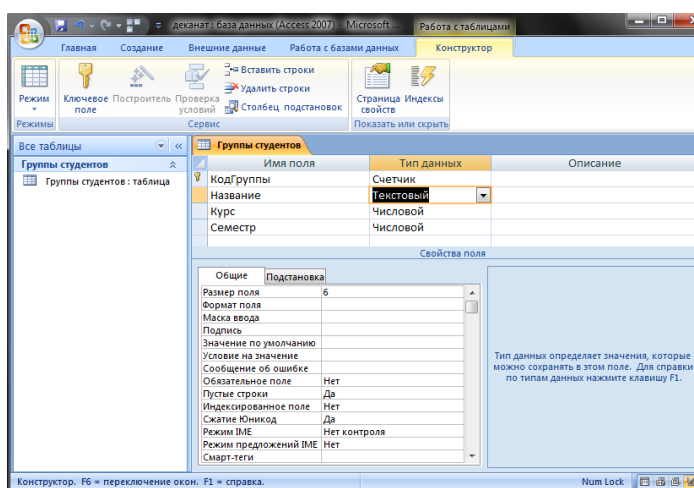 деканат : база данных (Access 2007) - Microsoft ... Работа с таблицами
Главная Создание Внешние данные Работа с базами данных Конструктор
Режим
Ключевое поле
Построитель
Проверка условий
Вставить строки
Удалить строки
Столбец подстановок
Страница свойств
Индексы
Режимы Сервис Показать или скрыть
Все таблицы
Группы студентов
Группы студентов : таблица
Группы студентов
Имя поля Тип данных Описание
КодГруппы Счетчик
Название Текстовый
Курс Числовой
Семестр Числовой
Свойства поля
Общие Подстановка
Размер поля 6
Формат поля
Маска ввода
Подпись
Значение по умолчанию
Условие на значение
Сообщение об ошибке
Обязательное поле Нет
Пустые строки Да
Индексированное поле Нет
Сжатие Юникод Да
Режим IME Нет контроля
Режим предложений IME Нет
Смарт-теги
Тип данных определяет значения, которые
можно сохранять в этом поле. Для справки
по типам данных нажмите клавишу F1.
Конструктор. F6 = переключение окон. F1 = справка. Num Lock